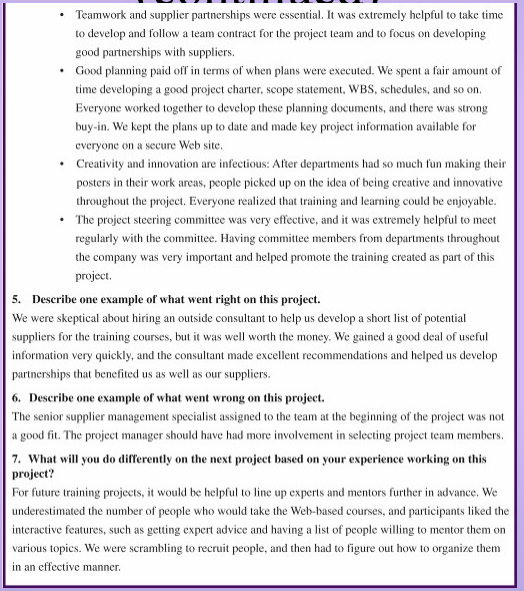 • Teamwork and supplier partnerships were essential. It was extremely helpful to take time
to develop and follow a team contract for the project team and to focus on developing
good partnerships with suppliers.
• Good planning paid off in terms of when plans were executed. We spent a fair amount of
time developing a good project charter, scope statement, WBS, schedules, and so on.
Everyone worked together to develop these planning documents, and there was strong
buy-in. We kept the plans up to date and made key project information available for
everyone on a secure Web site.
• Creativity and innovation are infectious: After departments had so much fun making their
posters in their work areas, people picked up on the idea of being creative and innovative
throughout the project. Everyone realized that training and learning could be enjoyable.
• The project steering committee was very effective, and it was extremely helpful to meet
regularly with the committee. Having committee members from departments throughout
the company was very important and helped promote the training created as part of this
project.
5. Describe one example of what went right on this project.
We were skeptical about hiring an outside consultant to help us develop a short list of potential
suppliers for the training courses, but it was well worth the money. We gained a good deal of useful
information very quickly, and the consultant made excellent recommendations and helped us develop
partnerships that benefited us as well as our suppliers.
6. Describe one example of what went wrong on this project.
The senior supplier management specialist assigned to the team at the beginning of the project was not
a good fit. The project manager should have had more involvement in selecting project team members.
7. What will you do differently on the next project based on your experience working on this
project?
For future training projects, it would be helpful to line up experts and mentors further in advance. We
underestimated the number of people who would take the Web-based courses, and participants liked the
interactive features, such as getting expert advice and having a list of people willing to mentor them on
various topics. We were scrambling to recruit people, and then had to figure out how to organize them
in an effective manner.